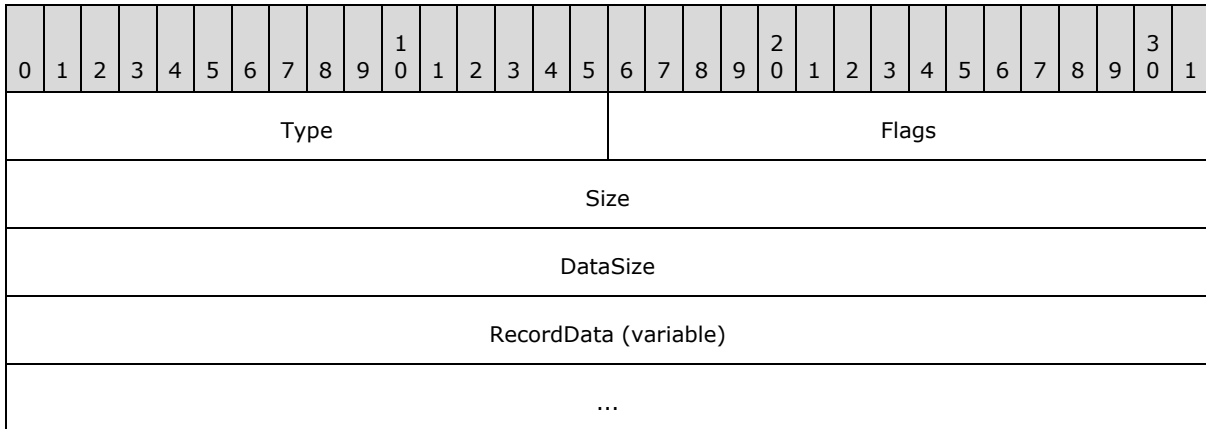 1 2 3
0 1 2 3 4 5 6 7 8 9 0 1 2 3 4 5 6 7 8 9 0 1 2 3 4 5 6 7 8 9 0 1
Type Flags
Size
DataSize
RecordData (variable)
...